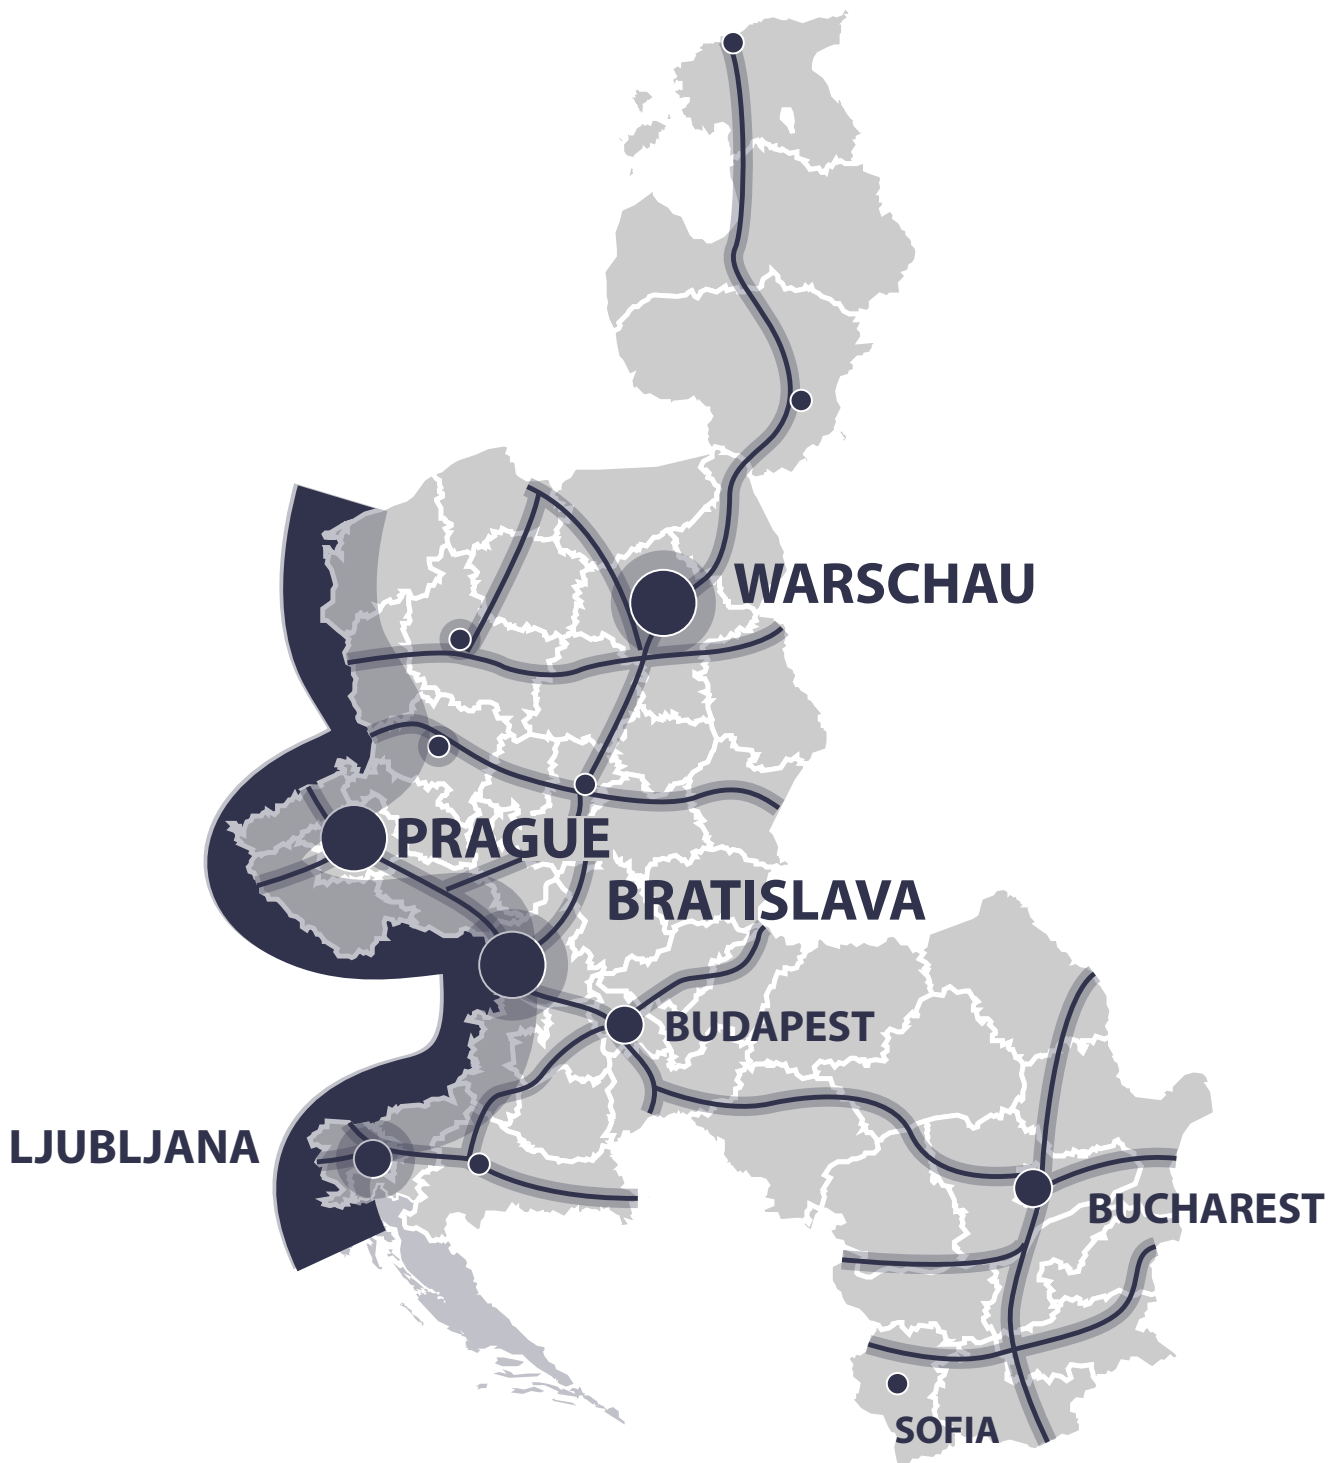 WARSCHAU
PRAGUE
BRATISLAVA
BUDAPEST
LJUBLJANA
BUCHAREST
SOFIA